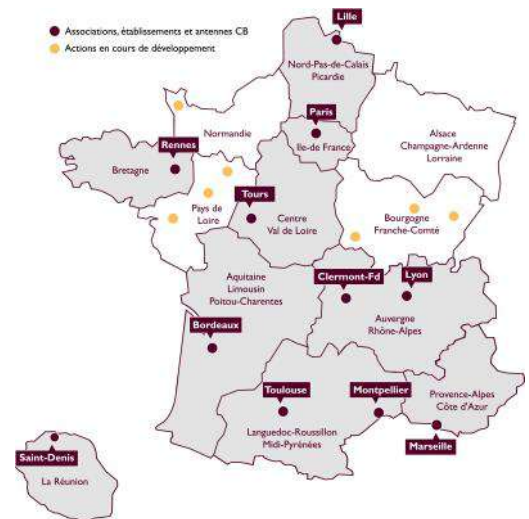 Associations, établissements et antennes CB
Actions en cours de développement
Lille
Nord-Pas-de-Calais
Picardie
Paris
Ile-de France
Normandie
Alsace
Champagne-Ardenne
Lorraine
Rennes
Bretagne
Pays de
Loire
Tours
Centre
Val de Loire
Bourgogne
Franche-Comté
Aquitaine
Limousin
Poitou-Charentes
Clermont-Fd
Lyon
Auvergne
Rhône-Alpes
Bordeaux
Toulouse
Montpellier
Languedoc-Roussillon
Midi-Pyrénées
Provence-Alpes
Côte d'Azur
Marseille
Saint-Denis
La Réunion